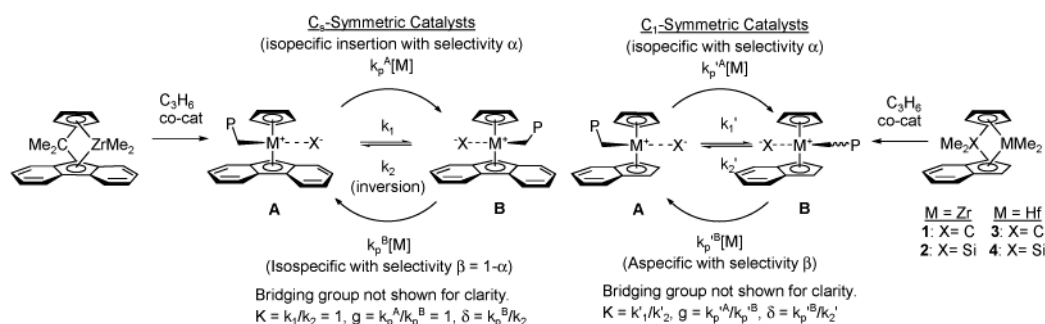 Cₛ-Symmetric Catalysts
(isopecific insertion with selectivity α)
kₚᴬ[M]
C₃H₆
co-cat
Me₂C
ZrMe₂
P
M⁺
X⁻
A
k₁
k₂
(inversion)
X⁻
M⁺
P
B
kₚᴮ[M]
(Isospecific with selectivity β = 1-α)
Bridging group not shown for clarity.
K = k₁/k₂ = 1, g = kₚᴬ/kₚᴮ = 1, δ = kₚᴮ/k₂
C₁-Symmetric Catalysts
(isopecific with selectivity α)
kₚ'ᴬ[M]
P
M⁺
X⁻
A
k₁'
k₂'
X⁻
M⁺
P
B
kₚ'ᴮ[M]
(Aspecific with selectivity β)
Bridging group not shown for clarity.
K = k'₁/k'₂, g = kₚ'ᴬ/kₚ'ᴮ, δ = kₚ'ᴮ/k₂'
C₃H₆
co-cat
Me₂X
MMe₂
M = Zr M = Hf
1: X= C 3: X= C
2: X= Si 4: X= Si